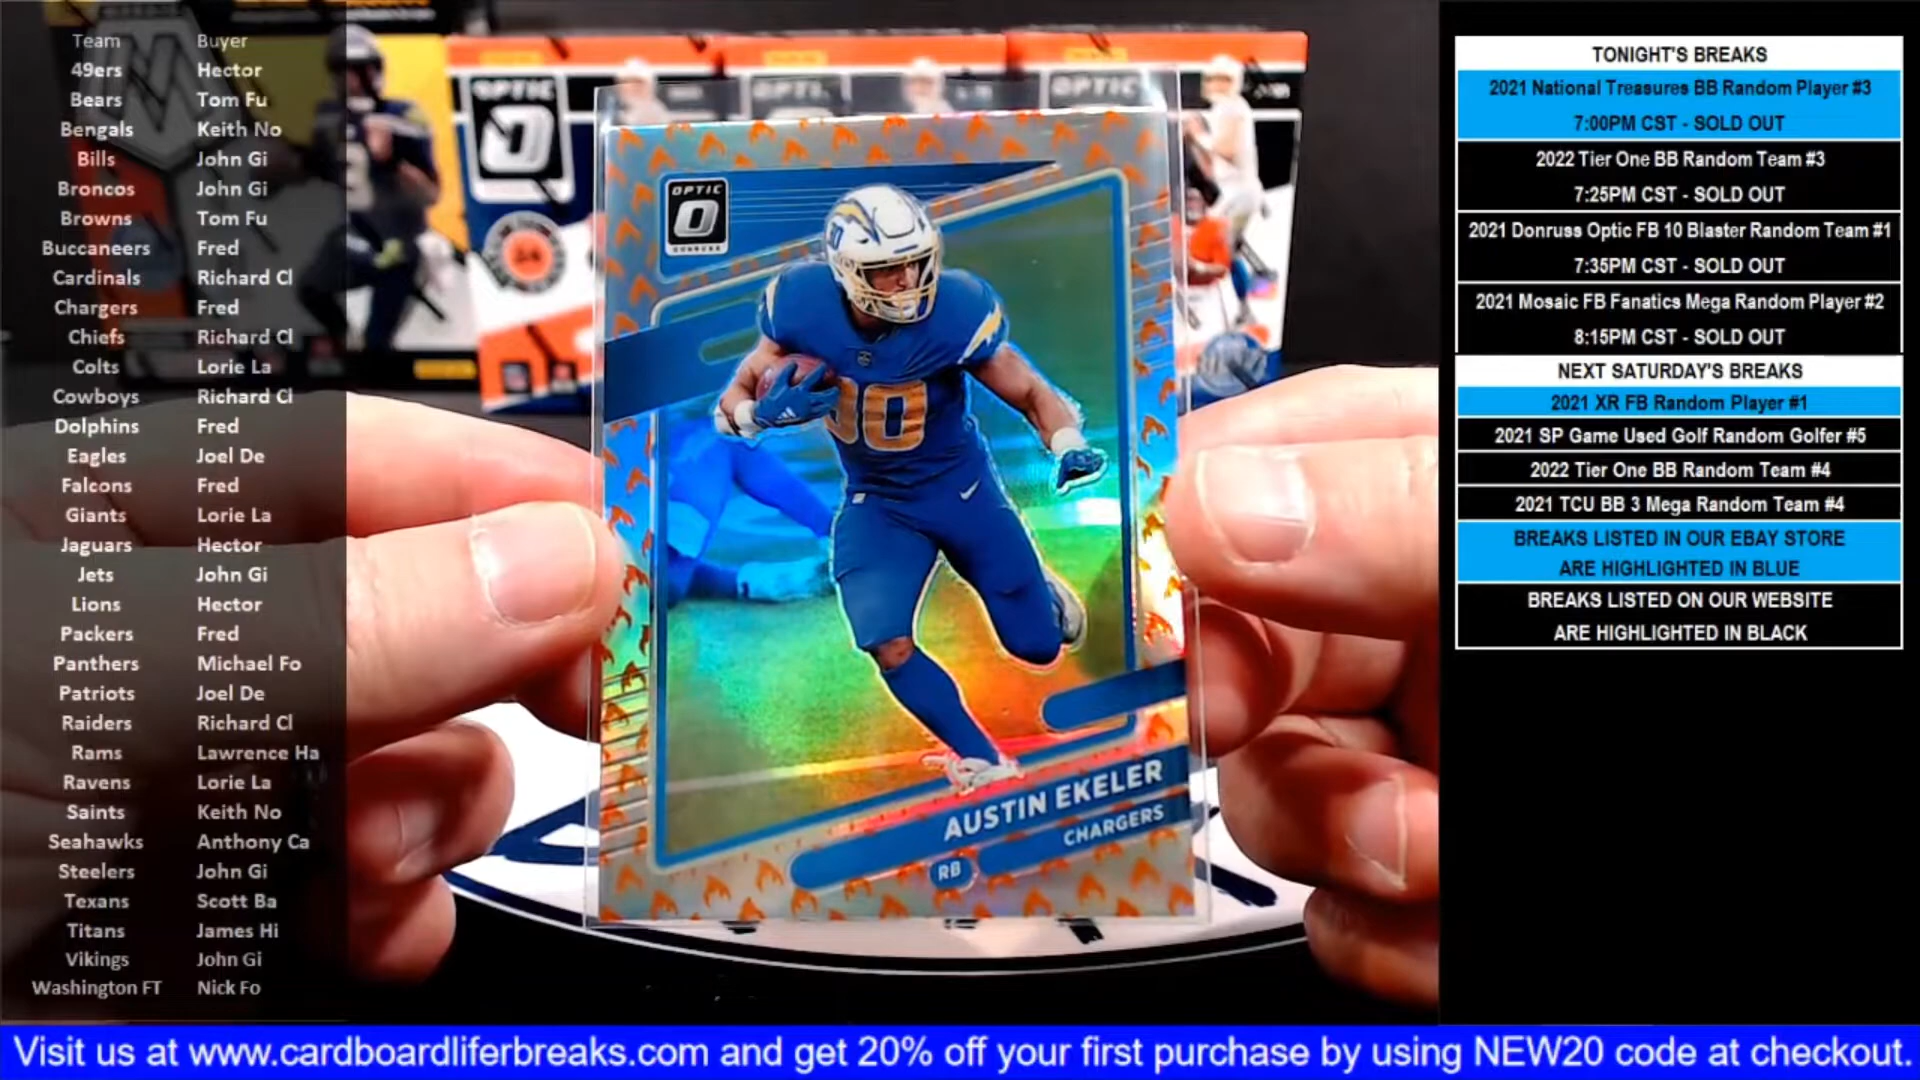 Team Buyer
49ers Hector
Bears Tom Fu
Bengals Keith No
Bills John Gi
Broncos John Gi
Browns Tom Fu
Buccaneers Fred
Cardinals Richard Cl
Chargers Fred
Chiefs Richard Cl
Colts Lorie La
Cowboys Richard Cl
Dolphins Fred
Eagles Joel De
Falcons Fred
Giants Lorie La
Jaguars Hector
Jets John Gi
Lions Hector
Packers Fred
Panthers Michael Fo
Patriots Joel De
Raiders Richard Cl
Rams Lawrence Ha
Ravens Lorie La
Saints Keith No
Seahawks Anthony Ca
Steelers John Gi
Texans Scott Ba
Titans James Hi
Vikings John Gi
Washington FT Nick Fo
OPTIC
OPTIC
OPTIC
O
DONRUSS
00
AUSTIN EKELER
CHARGERS
RB
TONIGHT'S BREAKS
2021 National Treasures BB Random Player #3
7:00PM CST - SOLD OUT
2022 Tier One BB Random Team #3
7:25PM CST - SOLD OUT
2021 Donruss Optic FB 10 Blaster Random Team #1
7:35PM CST - SOLD OUT
2021 Mosaic FB Fanatics Mega Random Player #2
8:15PM CST - SOLD OUT
NEXT SATURDAY'S BREAKS
2021 XR FB Random Player #1
2021 SP Game Used Golf Random Golfer #5
2022 Tier One BB Random Team #4
2021 TCU BB 3 Mega Random Team #4
BREAKS LISTED IN OUR EBAY STORE
ARE HIGHLIGHTED IN BLUE
BREAKS LISTED ON OUR WEBSITE
ARE HIGHLIGHTED IN BLACK
Visit us at www.cardboardliferbreaks.com and get 20% off your first purchase by using NEW20 code at checkout.